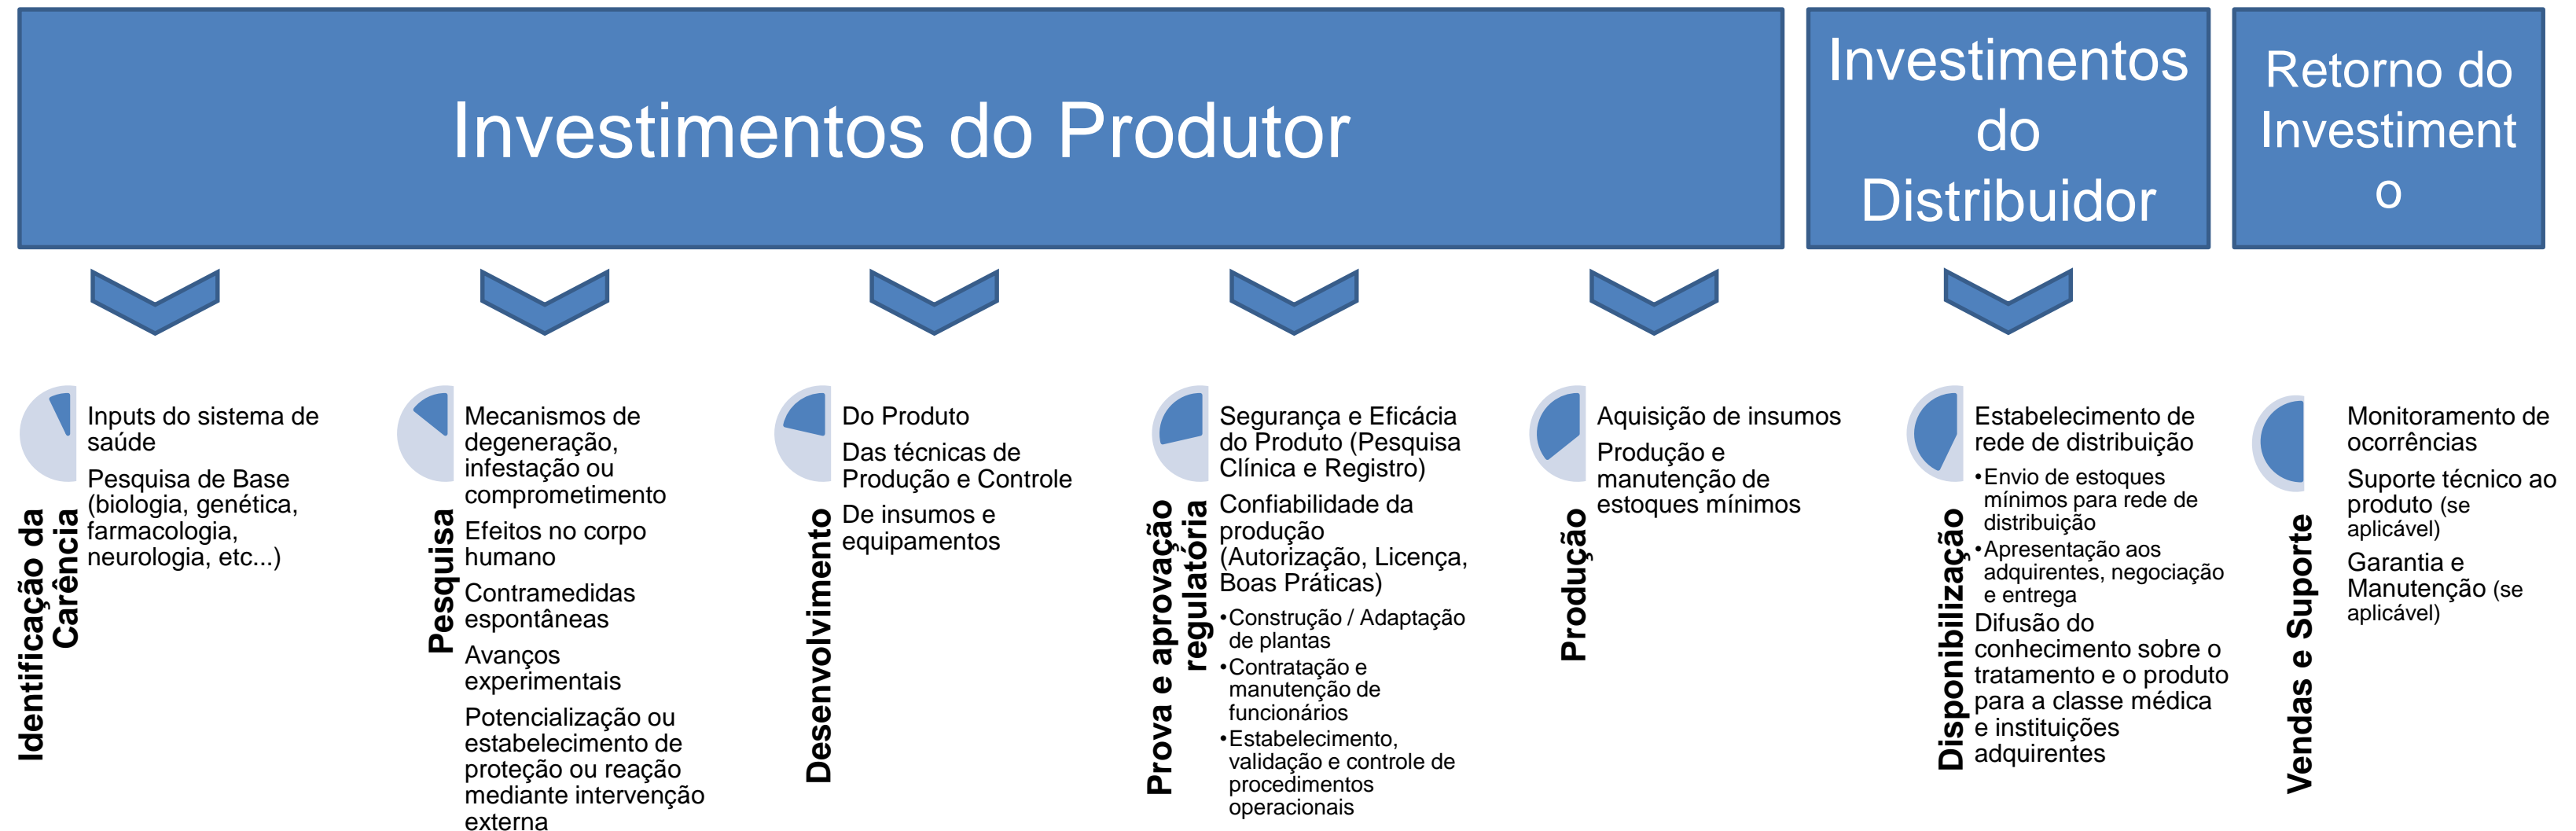 Investimentos do Produtor
Investimentos
do
Distribuidor
Retorno do
Investiment
o
Identificação da
Carência
Inputs do sistema de
saúde
Pesquisa de Base
(biologia, genética,
farmacologia,
neurologia, etc...)
Pesquisa
Mecanismos de
degeneração,
infestação ou
comprometimento
Efeitos no corpo
humano
Contramedidas
espontâneas
Avanços
experimentais
Potencialização ou
estabelecimento de
proteção ou reação
mediante intervenção
externa
Desenvolvimento
Do Produto
Das técnicas de
Produção e Controle
De insumos e
equipamentos
Prova e aprovação
regulatória
Segurança e Eficácia
do Produto (Pesquisa
Clínica e Registro)
Confiabilidade da
produção
(Autorização, Licença,
Boas Práticas)
•Construção / Adaptação
de plantas
•Contratação e
manutenção de
funcionários
•Estabelecimento,
validação e controle de
procedimentos
operacionais
Produção
Aquisição de insumos
Produção e
manutenção de
estoques mínimos
Disponibilização
Estabelecimento de
rede de distribuição
•Envio de estoques
mínimos para rede de
distribuição
•Apresentação aos
adquirentes, negociação
e entrega
Difusão do
conhecimento sobre o
tratamento e o produto
para a classe médica
e instituições
adquirentes
Vendas e Suporte
Monitoramento de
ocorrências
Suporte técnico ao
produto (se
aplicável)
Garantia e
Manutenção (se
aplicável)